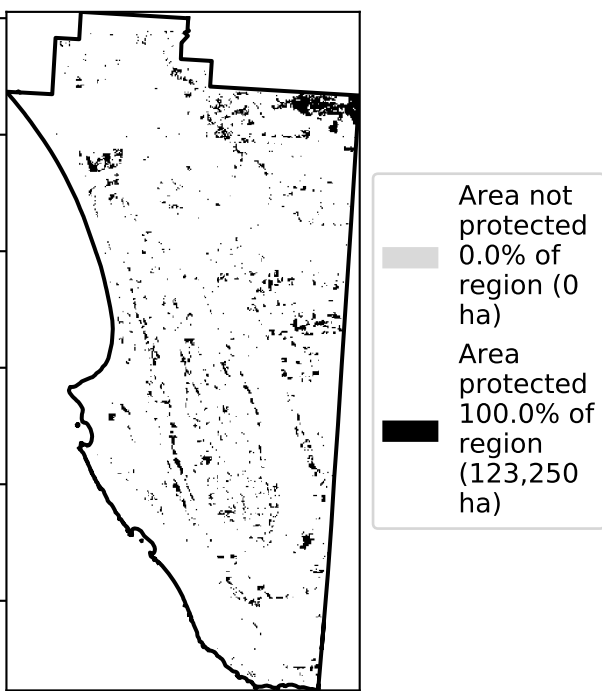 Area not
protected
0.0% of
region (0
ha)
Area
protected
100.0% of
region
(123,250
ha)